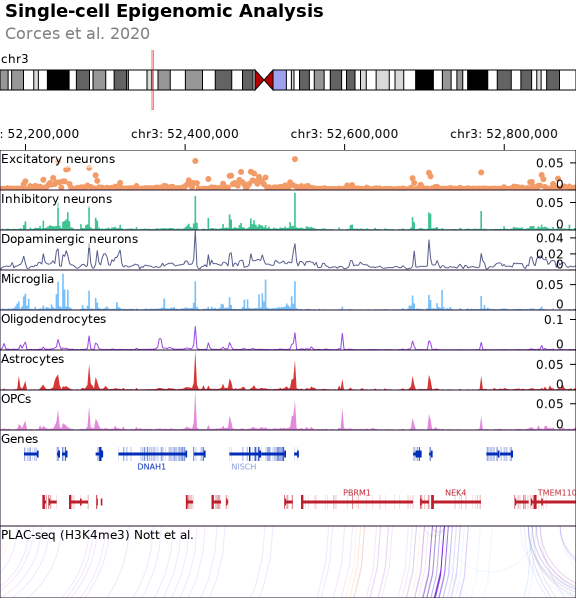 Single-cell Epigenomic Analysis
Corces et al. 2020
chr3
: 52,200,000 chr3: 52,400,000 chr3: 52,600,000 chr3: 52,800,000
Excitatory neurons 0.05
0
Inhibitory neurons 0.05
0
Dopaminergic neurons 0.04
0.02
0
Microglia 0.05
0
Oligodendrocytes 0.1
0
Astrocytes 0.05
0
OPCs 0.05
0
Genes
DNAH1 NISCH
PBRM1 NEK4 TMEM110
PLAC-seq (H3K4me3) Nott et al.